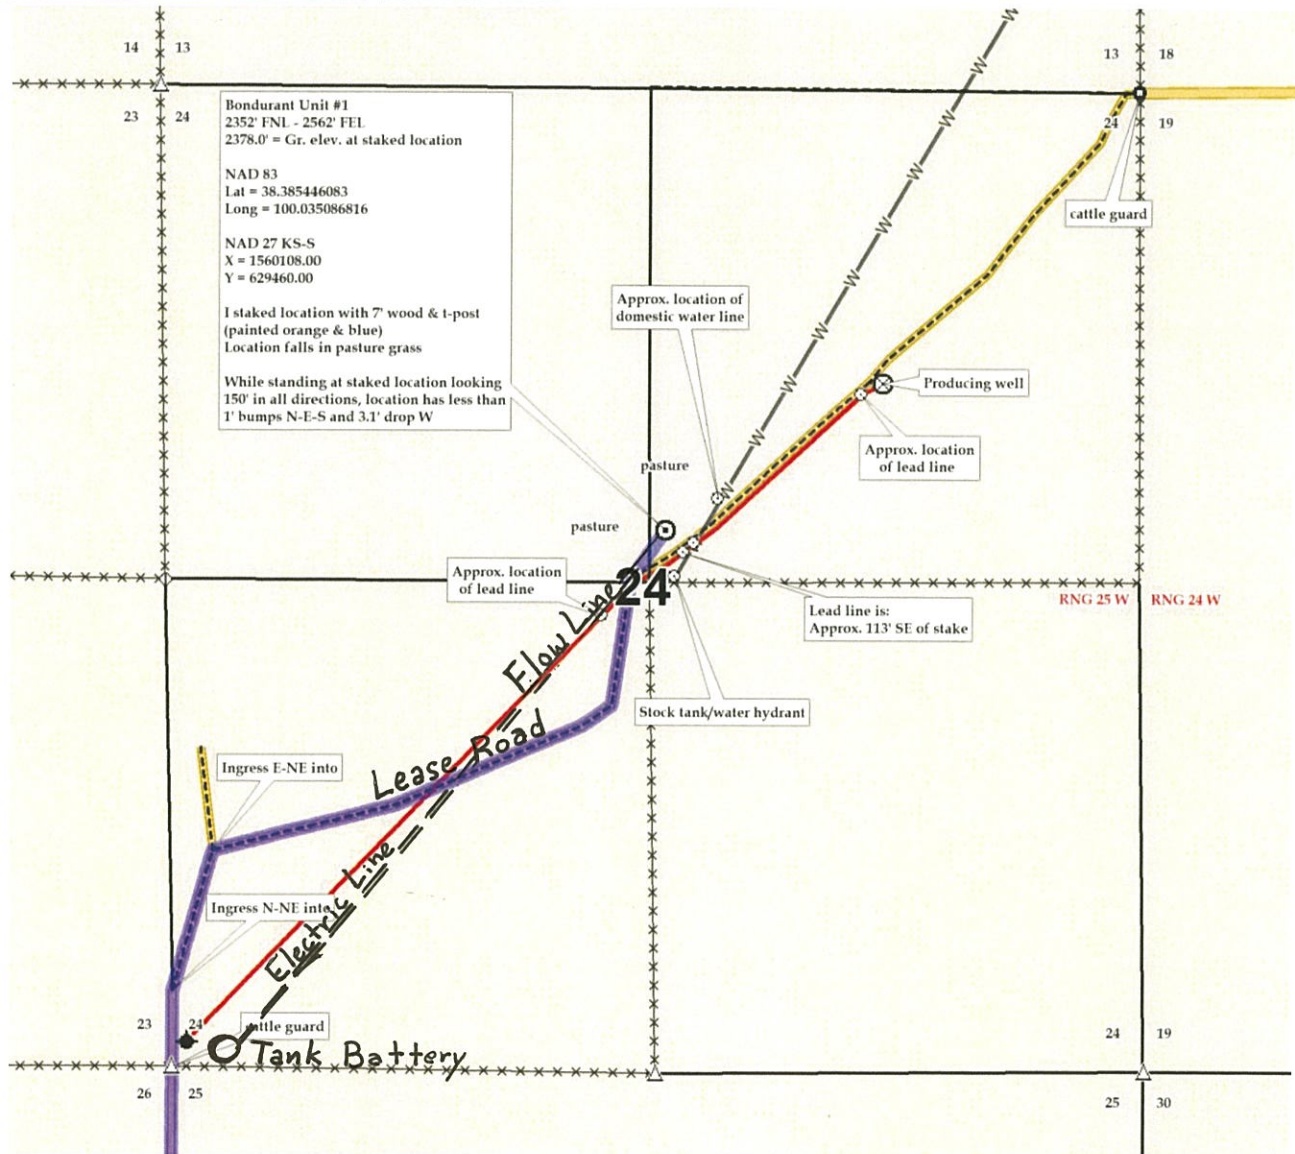 14 13
13 18
23 24
24 19
Bondurant Unit #1
2352' FNL - 2562' FEL
2378.0' = Gr. elev. at staked location
NAD 83
Lat = 38.385446083
Long = 100.035086816
NAD 27 KS-S
X = 1560108.00
Y = 629460.00
I staked location with 7' wood & t-post
(painted orange & blue)
Location falls in pasture grass
While standing at staked location looking
150' in all directions, location has less than
1' bumps N-E-S and 3.1' drop W
W
W
W
W
W
W
W
W
W
W
W
cattle guard
Approx. location of
domestic water line
Producing well
Approx. location
of lead line
pasture
pasture
Approx. location
of lead line
24
RNG 25 W RNG 24 W
Lead line is:
Approx. 113' SE of stake
Flow Line
Stock tank/water hydrant
Lease Road
Ingress E-NE into
Electric Line
Ingress N-NE into
23 24
cattle guard
Tank Battery
24 19
26 25
25 30